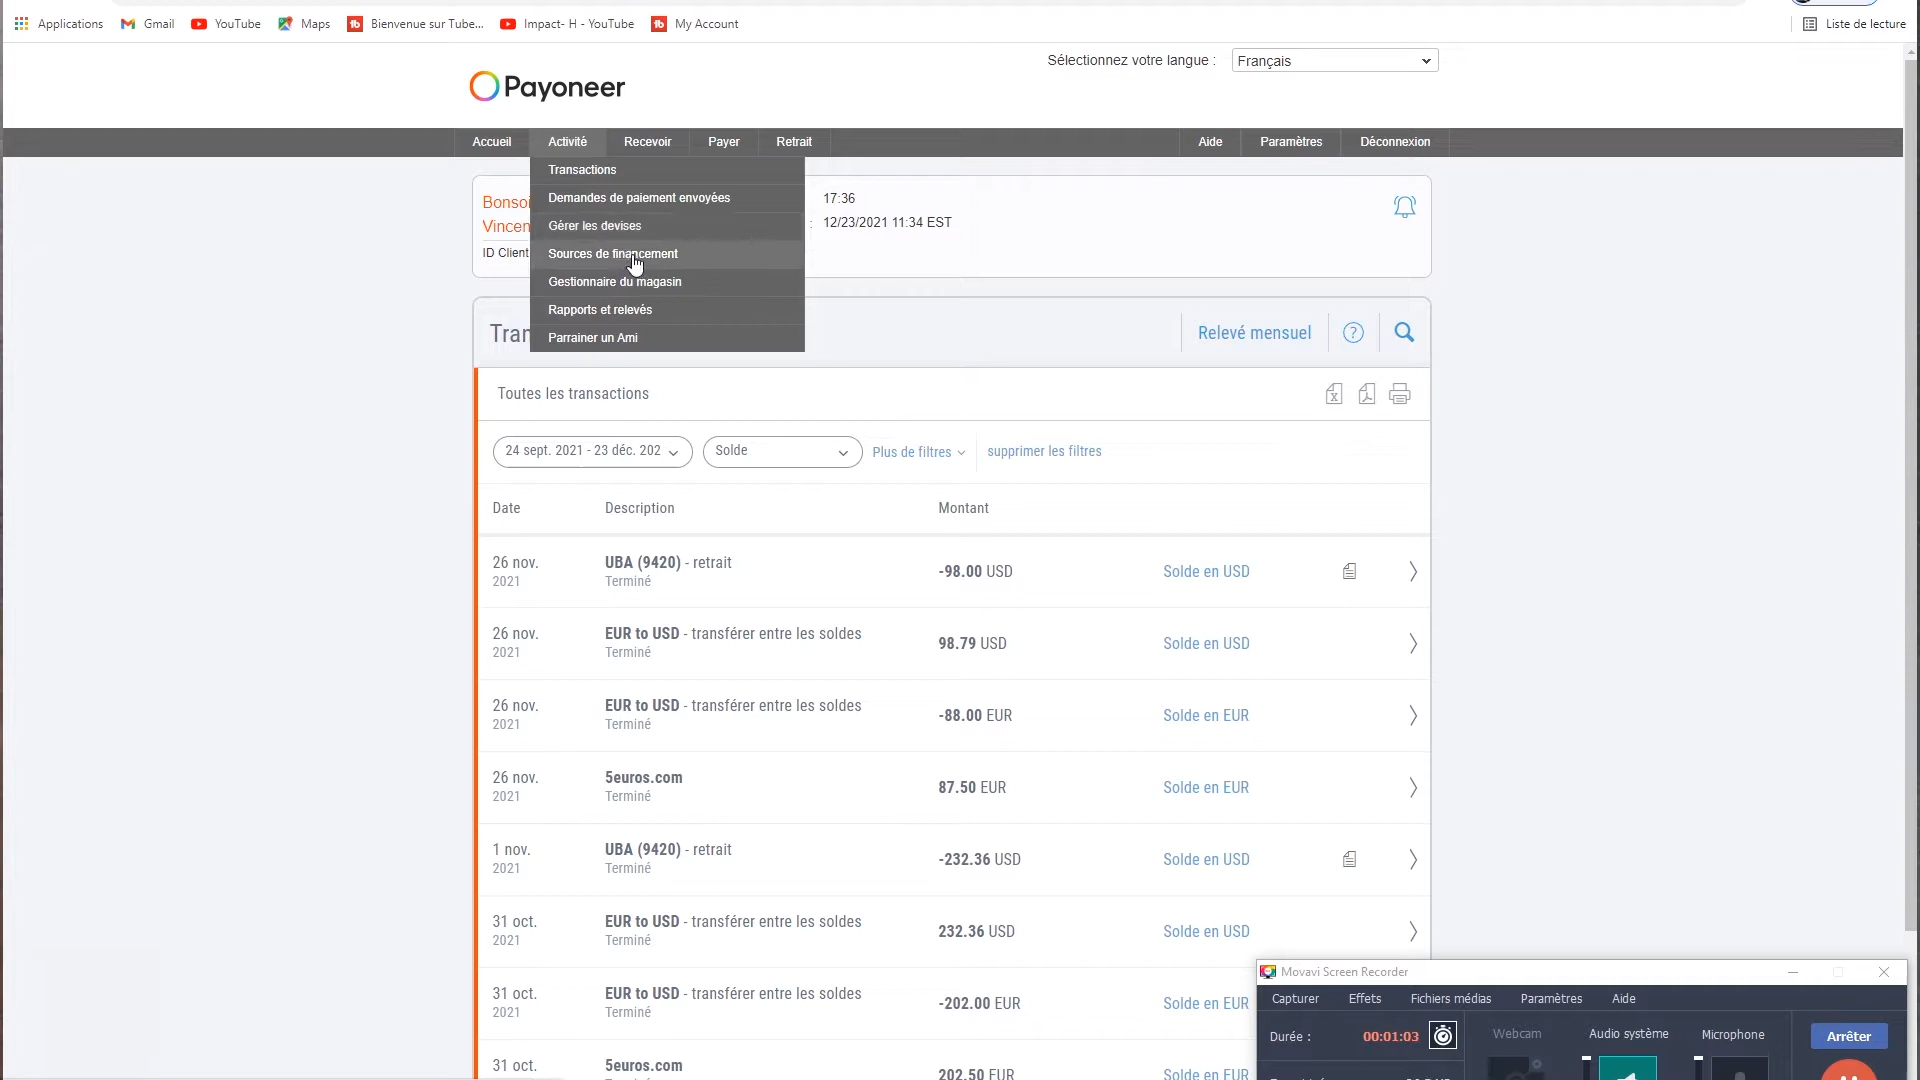 Applications
Gmail
YouTube
Maps
Bienvenue sur Tube...
Impact- H - YouTube
My Account
Liste de lecture
Sélectionnez votre langue :
Français
Payoneer
Accueil
Activité
Recevoir
Payer
Retrait
Aide
Paramètres
Déconnexion
Transactions
Demandes de paiement envoyées
Gérer les devises
Sources de financement
Gestionnaire du magasin
Rapports et relevés
Parrainer un Ami
Bonsoi
Vincen
ID Client
17:36
: 12/23/2021 11:34 EST
Tran
Relevé mensuel
Toutes les transactions
24 sept. 2021 - 23 déc. 202
Solde
Plus de filtres
supprimer les filtres
Date
Description
Montant
26 nov.
2021
UBA (9420) - retrait
Terminé
-98.00 USD
Solde en USD
26 nov.
2021
EUR to USD - transférer entre les soldes
Terminé
98.79 USD
Solde en USD
26 nov.
2021
EUR to USD - transférer entre les soldes
Terminé
-88.00 EUR
Solde en EUR
26 nov.
2021
5euros.com
Terminé
87.50 EUR
Solde en EUR
1 nov.
2021
UBA (9420) - retrait
Terminé
-232.36 USD
Solde en USD
31 oct.
2021
EUR to USD - transférer entre les soldes
Terminé
232.36 USD
Solde en USD
31 oct.
2021
EUR to USD - transférer entre les soldes
Terminé
-202.00 EUR
Solde en EUR
31 oct.
5euros.com
202.50 EUR
Solde en EUR
Movavi Screen Recorder
Capturer
Effets
Fichiers médias
Paramètres
Aide
Durée :
00:01:03
Webcam
Audio système
Microphone
Arrêter